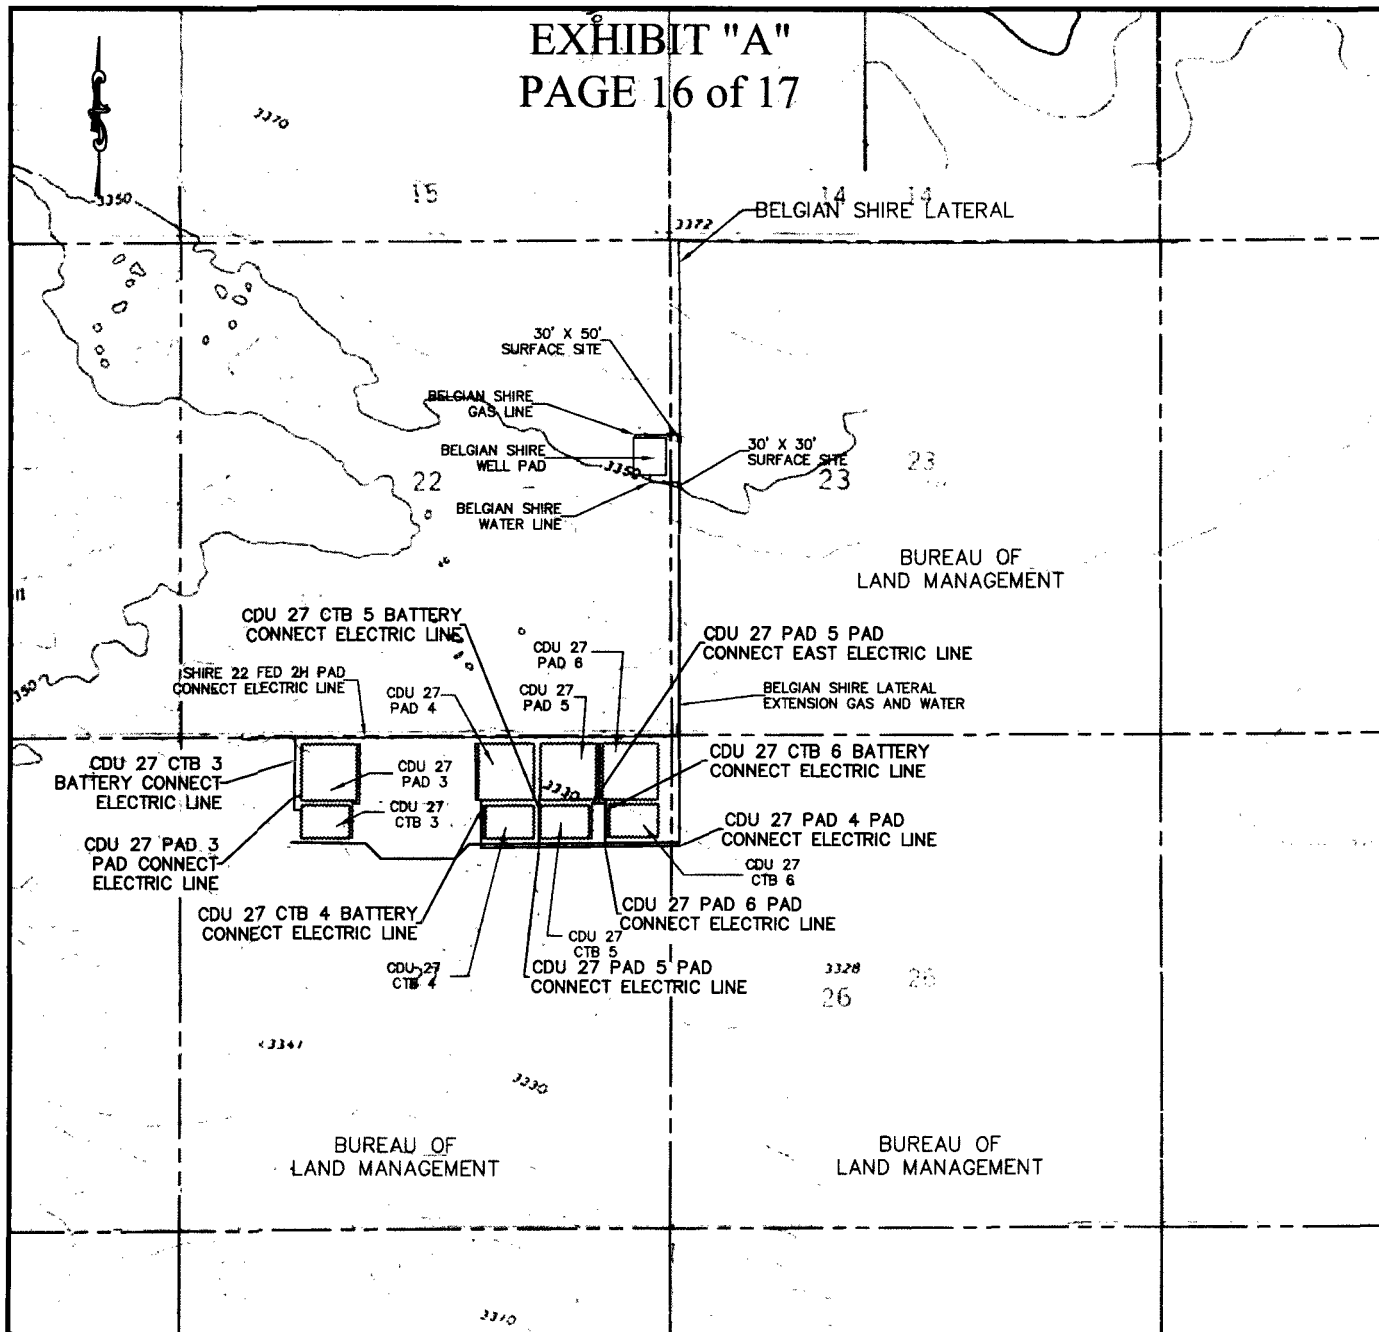 EXHIBIT "A"
PAGE 16 of 17
3370
3350
15
14
14
BELGIAN SHIRE LATERAL
3372
30' X 50'
SURFACE SITE
BELGIAN SHIRE
GAS LINE
BELGIAN SHIRE
WELL PAD
30' X 30'
SURFACE SITE
3350
22
23
23
BELGIAN SHIRE
WATER LINE
BUREAU OF
LAND MANAGEMENT
CDU 27 CTB 5 BATTERY
CONNECT ELECTRIC LINE
CDU 27
PAD 6
CDU 27 PAD 5 PAD
CONNECT EAST ELECTRIC LINE
SHIRE 22 FED 2H PAD
CONNECT ELECTRIC LINE
3350
CDU 27
PAD 4
CDU 27
PAD 5
BELGIAN SHIRE LATERAL
EXTENSION GAS AND WATER
CDU 27 CTB 3
BATTERY CONNECT
ELECTRIC LINE
CDU 27
PAD 3
CDU 27
CTB 3
3330
CDU 27 CTB 6 BATTERY
CONNECT ELECTRIC LINE
CDU 27 PAD 3
PAD CONNECT
ELECTRIC LINE
CDU 27 PAD 4 PAD
CONNECT ELECTRIC LINE
CDU 27
CTB 6
CDU 27 CTB 4 BATTERY
CONNECT ELECTRIC LINE
CDU 27 PAD 6 PAD
CONNECT ELECTRIC LINE
CDU 27
CTB 5
CDU 27
CTB 4
CDU 27 PAD 5 PAD
CONNECT ELECTRIC LINE
3328
26
26
3341
3330
BUREAU OF
LAND MANAGEMENT
BUREAU OF
LAND MANAGEMENT
3310